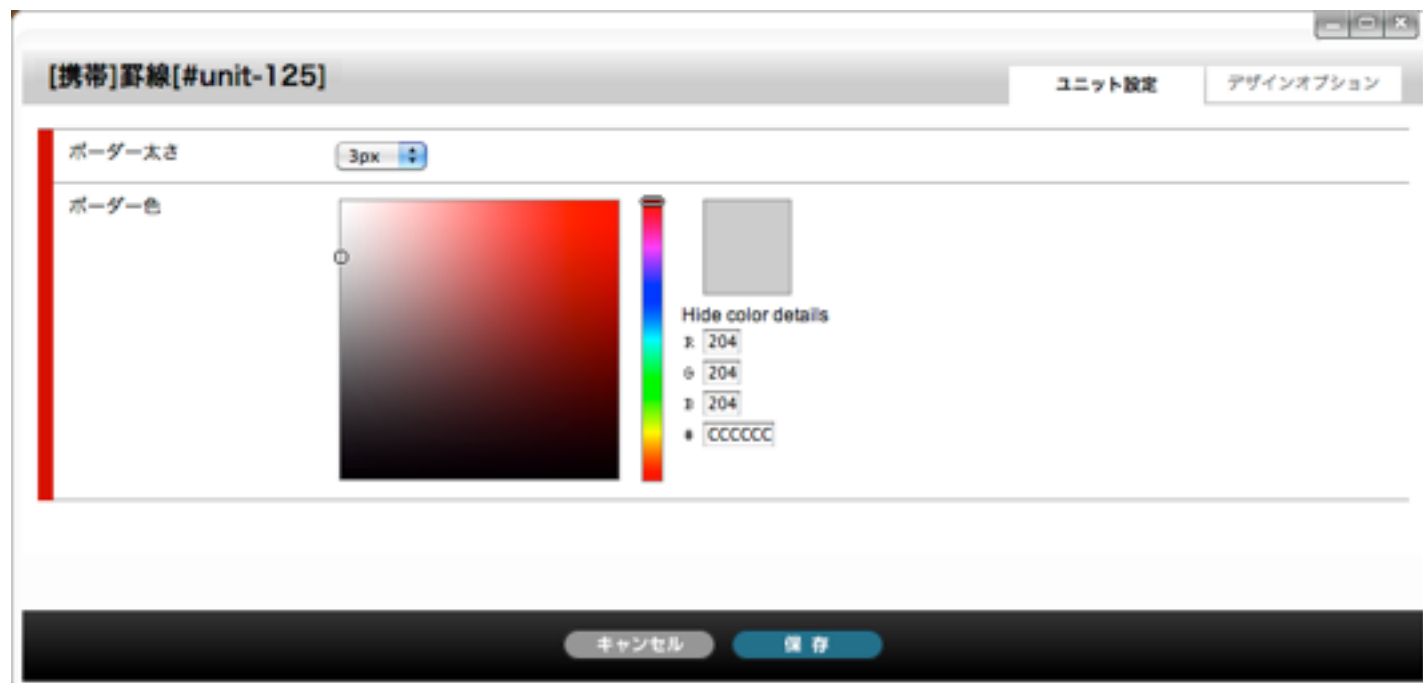 [携帯]罫線[#unit-125]
ユニット設定
デザインオプション
ボーダー太さ
3px
ボーダー色
Hide color details
R 204
G 204
B 204
# CCCCCC
キャンセル
保存